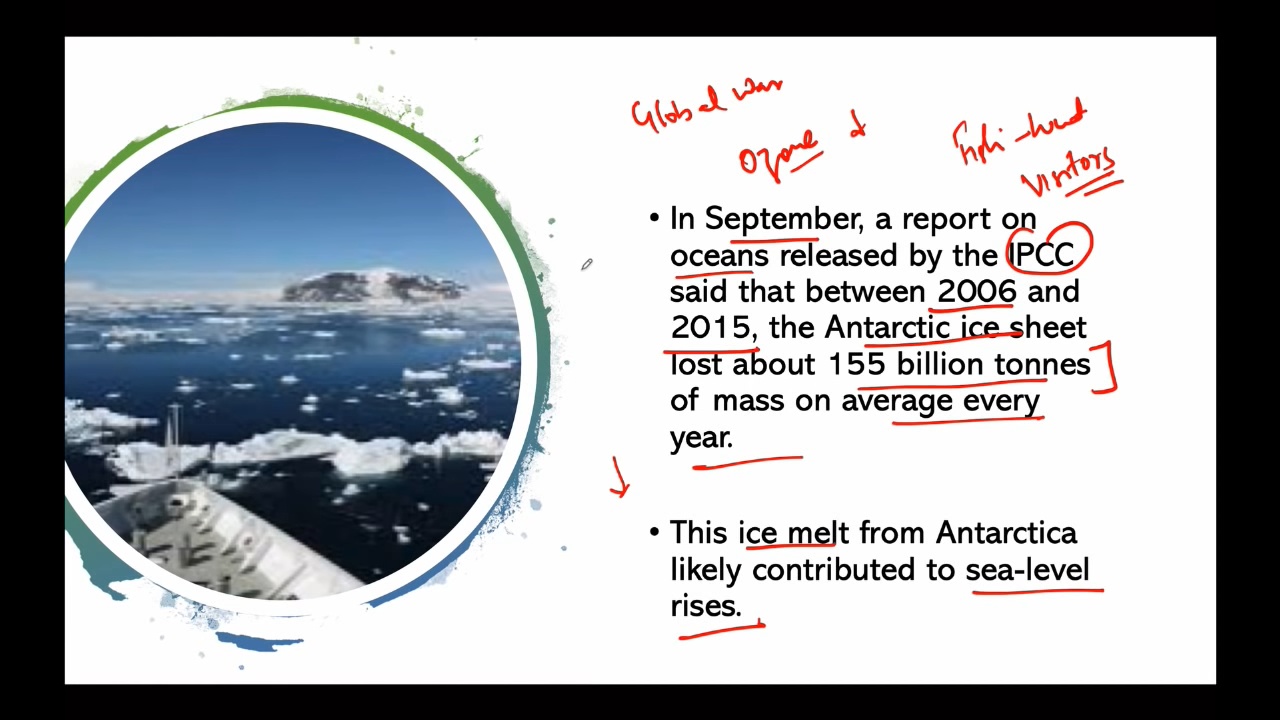 Global war
Ozone d
Visitors
• In September, a report on
oceans released by the IPCC
said that between 2006 and
2015, the Antarctic ice sheet
lost about 155 billion tonnes
of mass on average every
year.
• This ice melt from Antarctica
likely contributed to sea-level
rises.